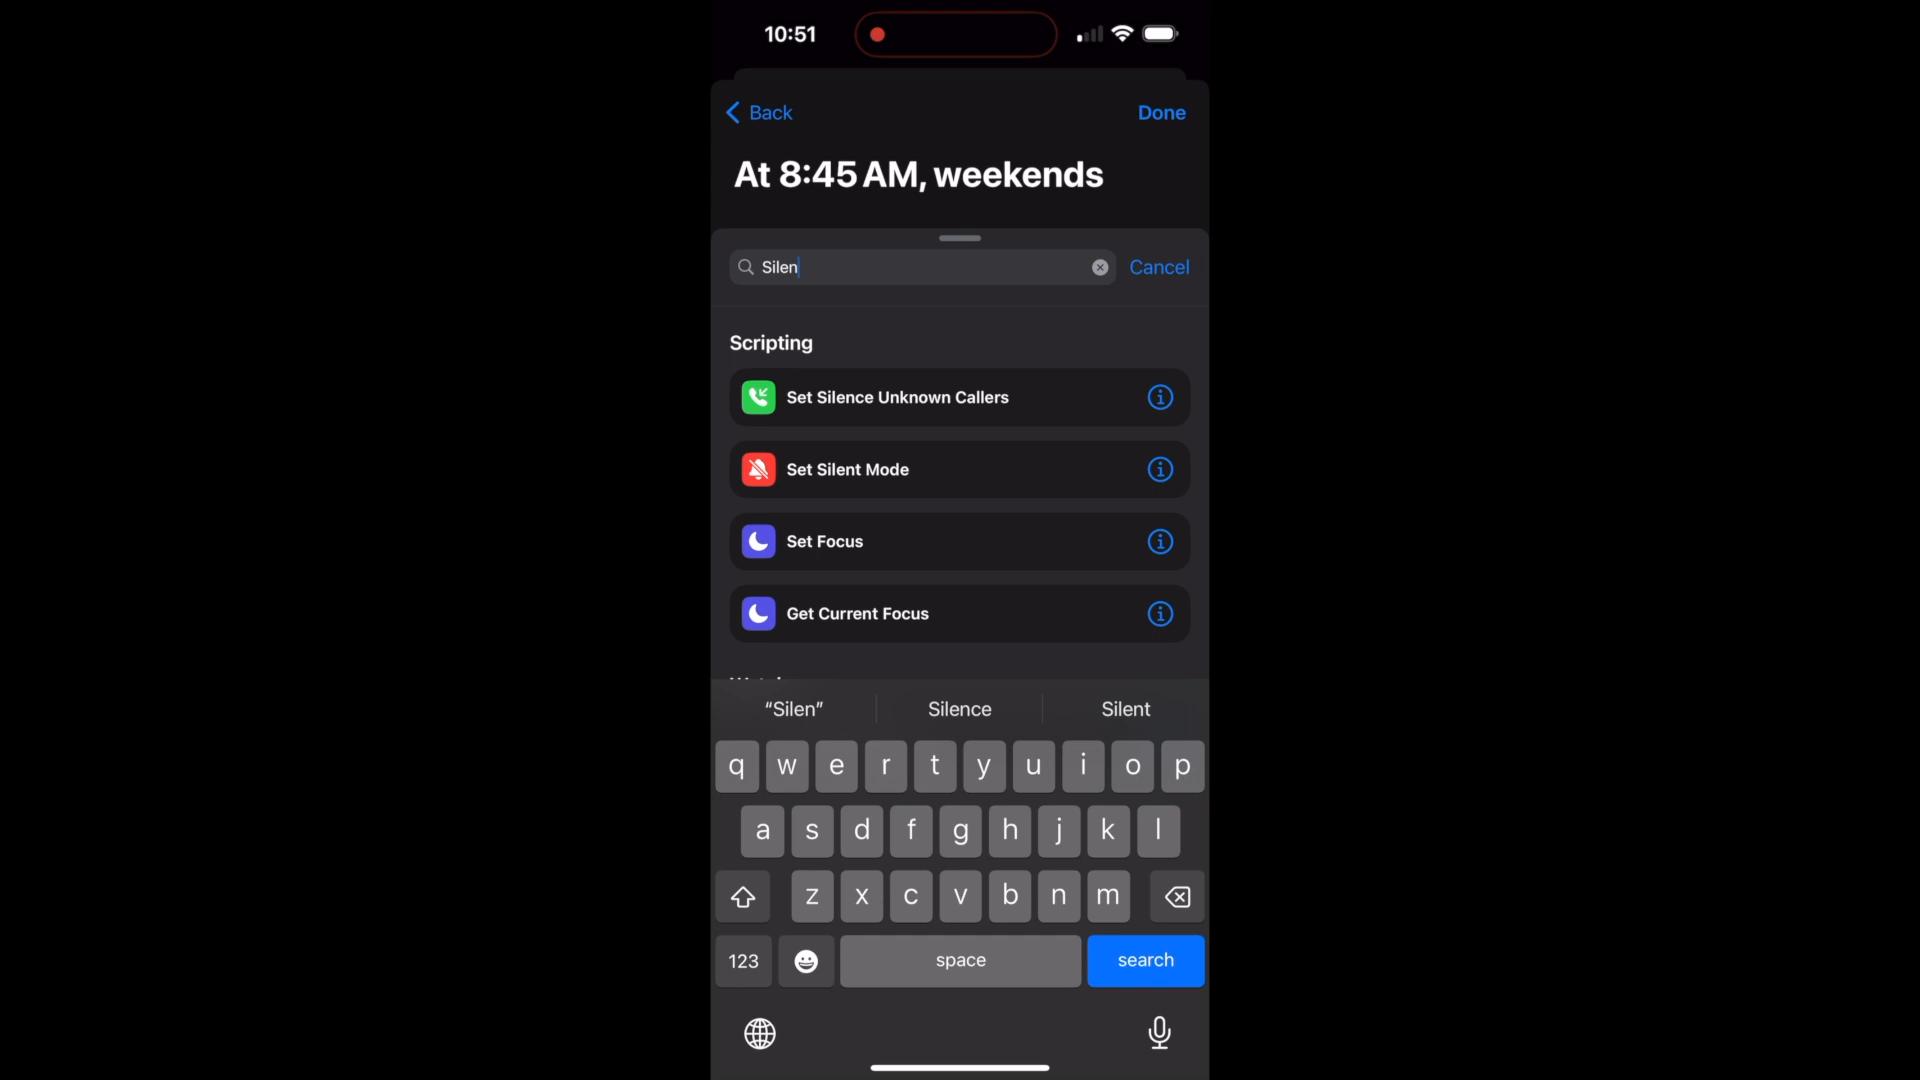 10:51
Back
Done
At 8:45 AM, weekends
Silen
Cancel
Scripting
Set Silence Unknown Callers
Set Silent Mode
Set Focus
Get Current Focus
“Silen”
Silence
Silent
q w e r t y u i o p
a s d f g h j k l
z x c v b n m
123
space
search